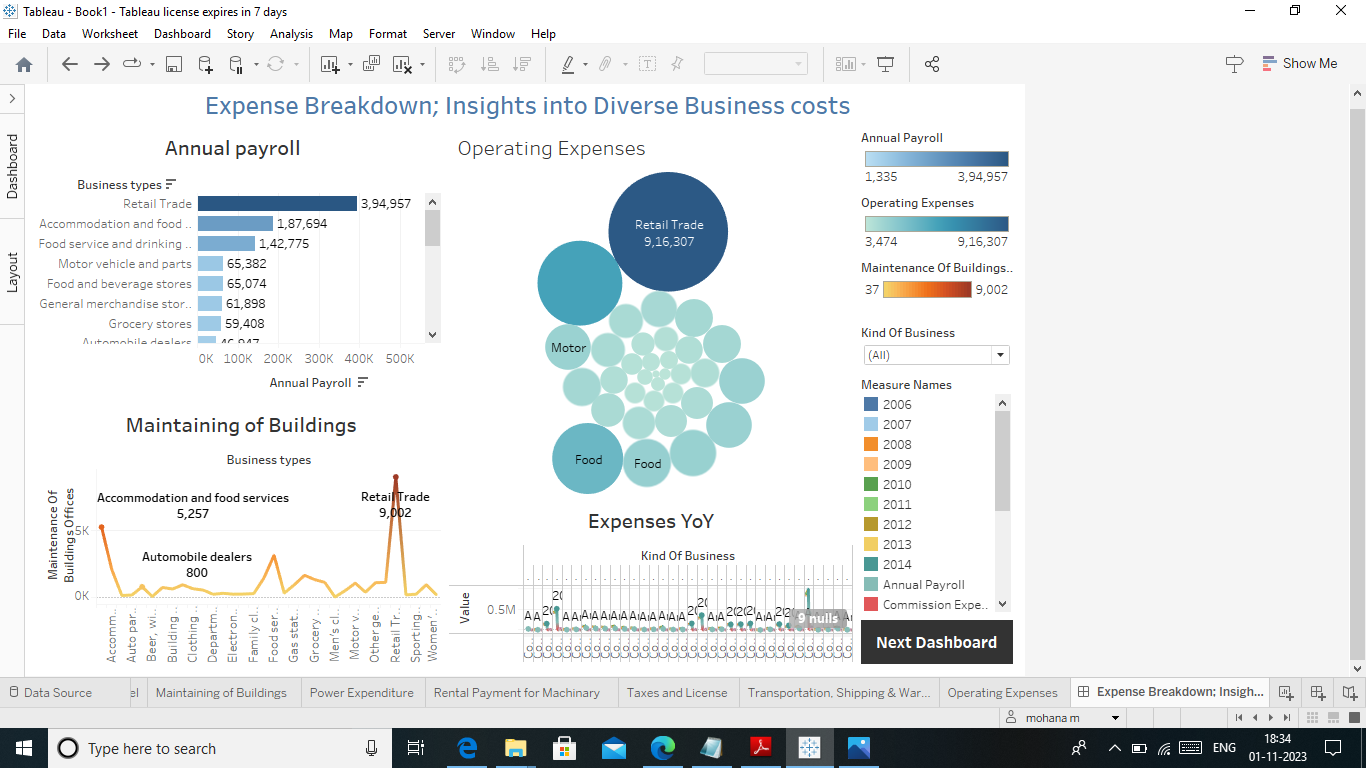 Tableau - Book1 - Tableau license expires in 7 days
File Data Worksheet Dashboard Story Analysis Map Format Server Window Help
Show Me
Dashboard
Layout
Expense Breakdown; Insights into Diverse Business costs
Annual payroll
Business types
Retail Trade 3,94,957
Accommodation and food .. 1,87,694
Food service and drinking .. 1,42,775
Motor vehicle and parts 65,382
Food and beverage stores 65,074
General merchandise stor.. 61,898
Grocery stores 59,408
Automobile dealers 46,947
0K 100K 200K 300K 400K 500K
Annual Payroll
Operating Expenses
Retail Trade
9,16,307
Motor
Food
Food
Annual Payroll
1,335 3,94,957
Operating Expenses
3,474 9,16,307
Maintenance Of Buildings..
37 9,002
Kind Of Business
(All)
Measure Names
2006
2007
2008
2009
2010
2011
2012
2013
2014
Annual Payroll
Commission Expe..
Next Dashboard
Maintaining of Buildings
Business types
Maintenance Of
Buildings Offices
5K
0K
Accommodation and food services
5,257
Automobile dealers
800
Retail Trade
9,002
Accomm..
Auto par..
Beer, wi..
Building..
Clothing
Departm..
Electron..
Family cl..
Food ser..
Gas stat..
Grocery ..
Men's cl..
Motor v..
Other ge..
Retail Tr..
Sporting..
Women'..
Expenses YoY
Kind Of Business
Value
0.5M
9 nulls
Data Source
el
Maintaining of Buildings
Power Expenditure
Rental Payment for Machinary
Taxes and License
Transportation, Shipping & War...
Operating Expenses
Expense Breakdown; Insigh...
mohana m
Type here to search
ENG
18:34
01-11-2023